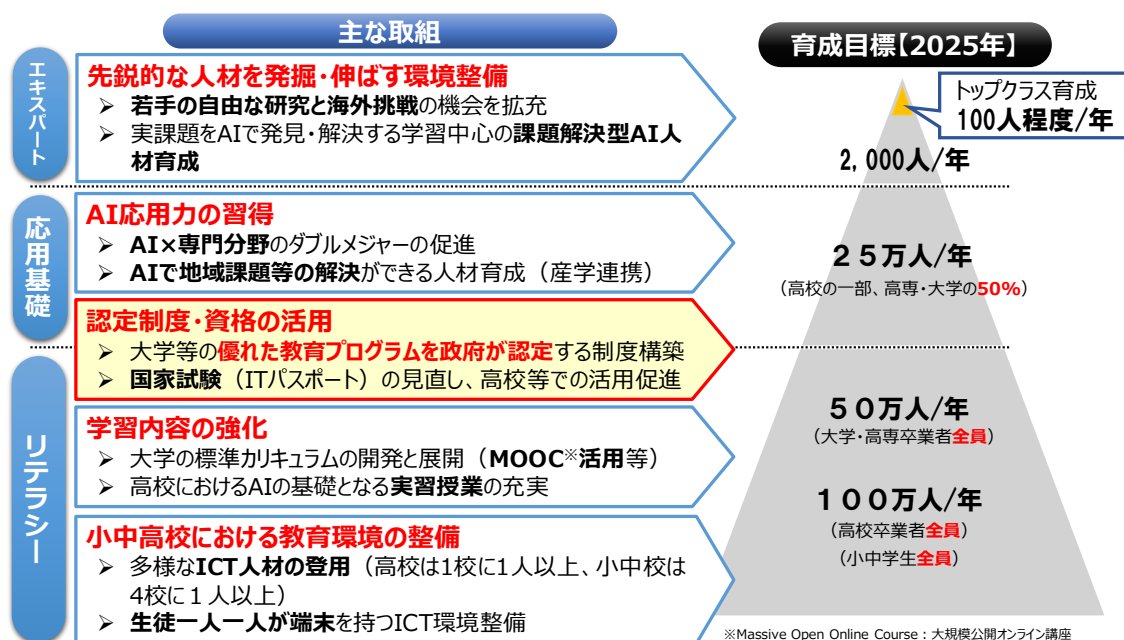 主な取組
育成目標【2025年】
エキスパート
先鋭的な人材を発掘・伸ばす環境整備
➢ 若手の自由な研究と海外挑戦の機会を拡充
➢ 実課題をAIで発見・解決する学習中心の課題解決型AI人
材育成
トップクラス育成
100人程度/年
2,000人/年
応用基礎
AI応用力の習得
➢ AI×専門分野のダブルメジャーの促進
➢ AIで地域課題等の解決ができる人材育成（産学連携）
２５万人/年
（高校の一部、高専・大学の50%）
認定制度・資格の活用
➢ 大学等の優れた教育プログラムを政府が認定する制度構築
➢ 国家試験（ITパスポート）の見直し、高校等での活用促進
リテラシー
学習内容の強化
➢ 大学の標準カリキュラムの開発と展開（MOOC※活用等）
➢ 高校におけるAIの基礎となる実習授業の充実
５０万人/年
（大学・高専卒業者全員）
１００万人/年
（高校卒業者全員）
（小中学生全員）
小中高校における教育環境の整備
➢ 多様なICT人材の登用（高校は1校に1人以上、小中校は
4校に１人以上）
➢ 生徒一人一人が端末を持つICT環境整備
※Massive Open Online Course：大規模公開オンライン講座